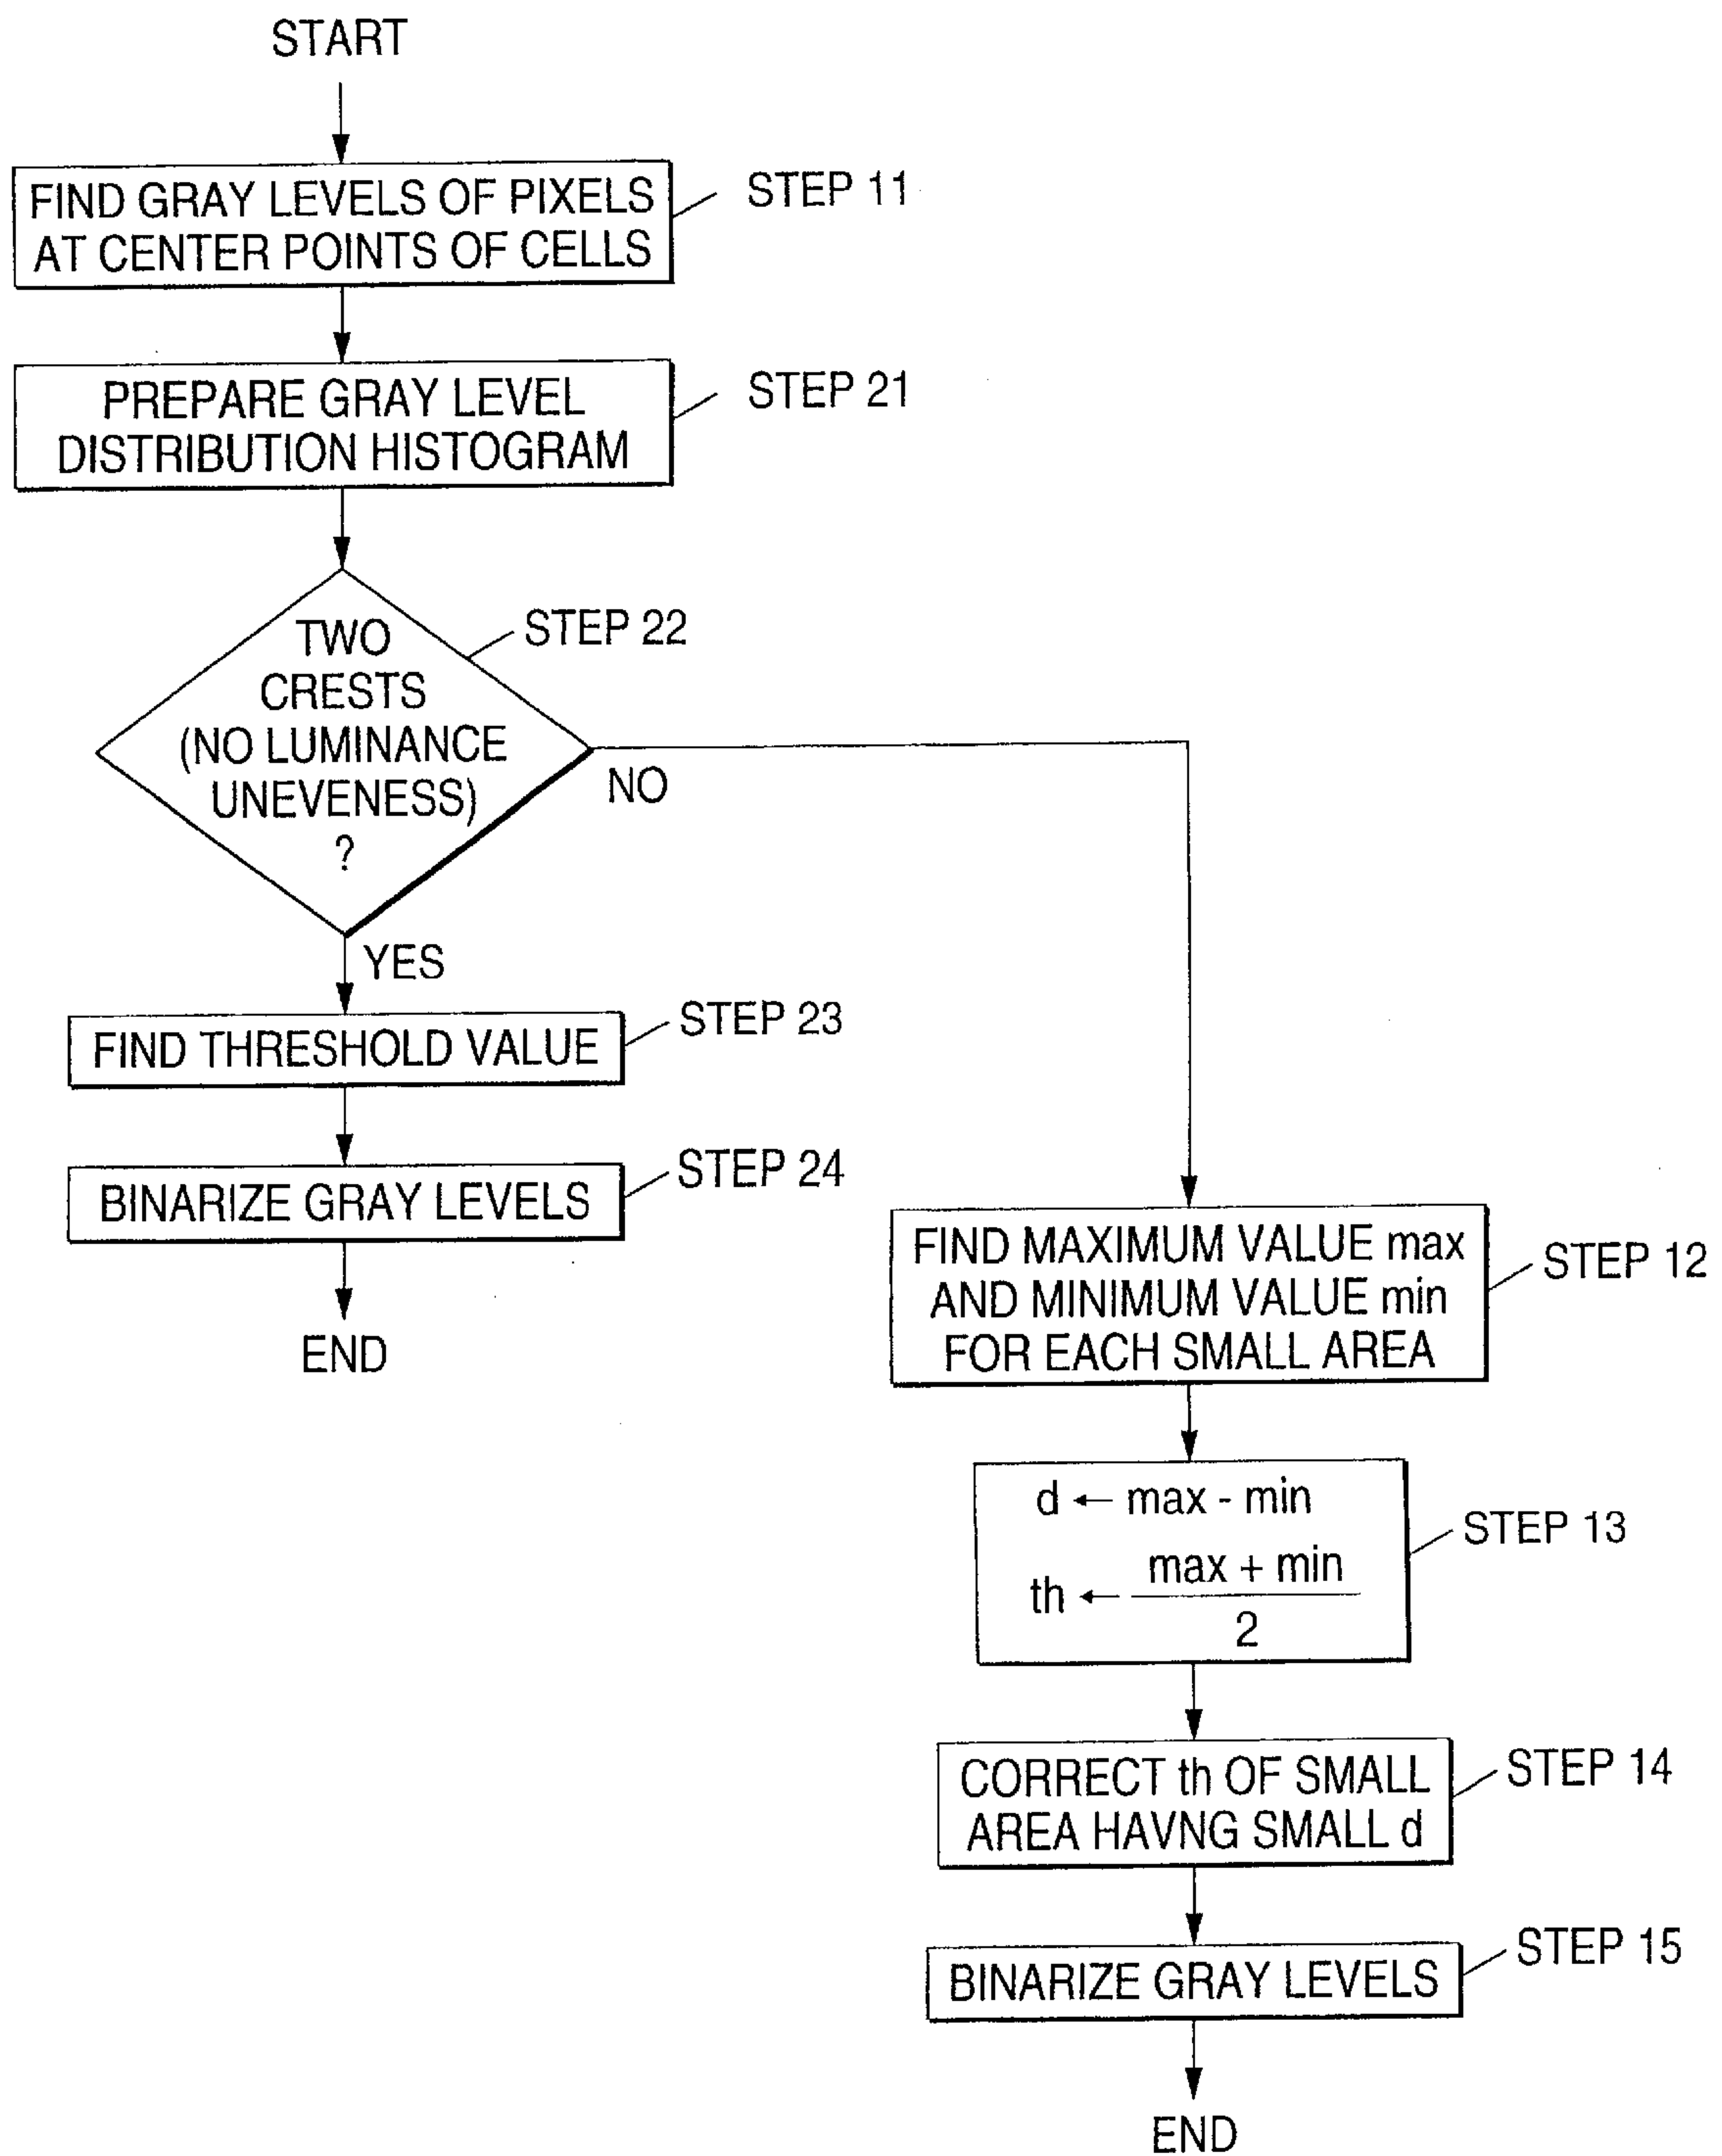 START
FIND GRAY LEVELS OF PIXELS
AT CENTER POINTS OF CELLS
STEP 11
PREPARE GRAY LEVEL
DISTRIBUTION HISTOGRAM
STEP 21
TWO
CRESTS
(NO LUMINANCE
UNEVENESS)
?
STEP 22
NO
YES
FIND THRESHOLD VALUE
STEP 23
BINARIZE GRAY LEVELS
STEP 24
END
FIND MAXIMUM VALUE max
AND MINIMUM VALUE min
FOR EACH SMALL AREA
STEP 12
d ← max - min
th ← max + min
2
STEP 13
CORRECT th OF SMALL
AREA HAVNG SMALL d
STEP 14
BINARIZE GRAY LEVELS
STEP 15
END